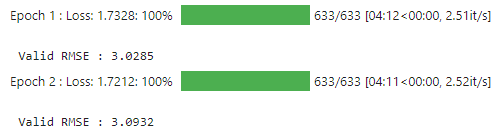 Epoch 1 : Loss: 1.7328: 100% 633/633 [04:12<00:00, 2.51it/s]
Valid RMSE : 3.0285
Epoch 2 : Loss: 1.7212: 100% 633/633 [04:11<00:00, 2.52it/s]
Valid RMSE : 3.0932